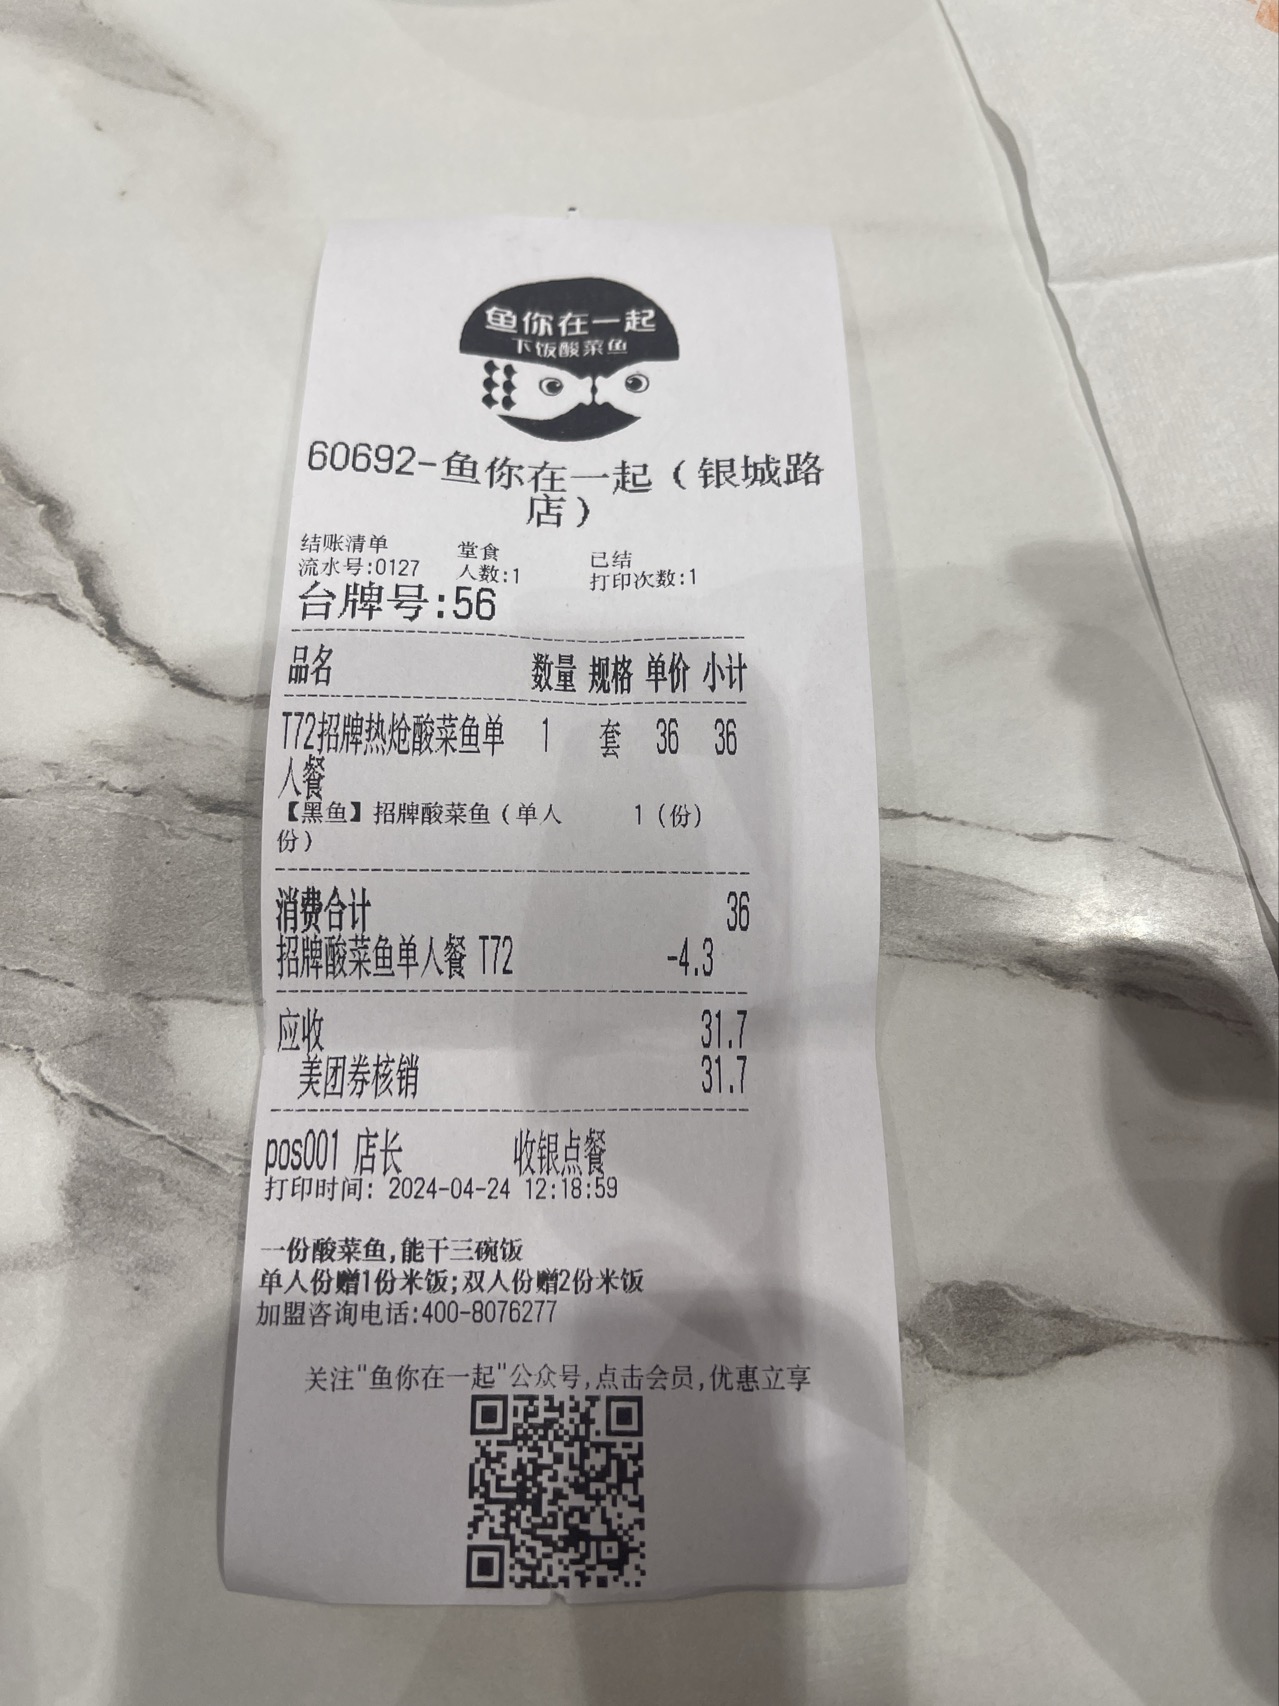 鱼你在一起
下饭酸菜鱼
60692-鱼你在一起（银城路
店）
结账清单 堂食 已结
流水号:0127 人数:1 打印次数:1
台牌号:56
品名 数量 规格 单价 小计
T72招牌热炝酸菜鱼单 1 套 36 36
人餐
【黑鱼】招牌酸菜鱼（单人 1（份）
份）
消费合计 36
招牌酸菜鱼单人餐 T72 -4.3
应收 31.7
美团券核销 31.7
pos001 店长 收银点餐
打印时间: 2024-04-24 12:18:59
一份酸菜鱼,能干三碗饭
单人份赠1份米饭;双人份赠2份米饭
加盟咨询电话:400-8076277
关注"鱼你在一起"公众号,点击会员,优惠立享